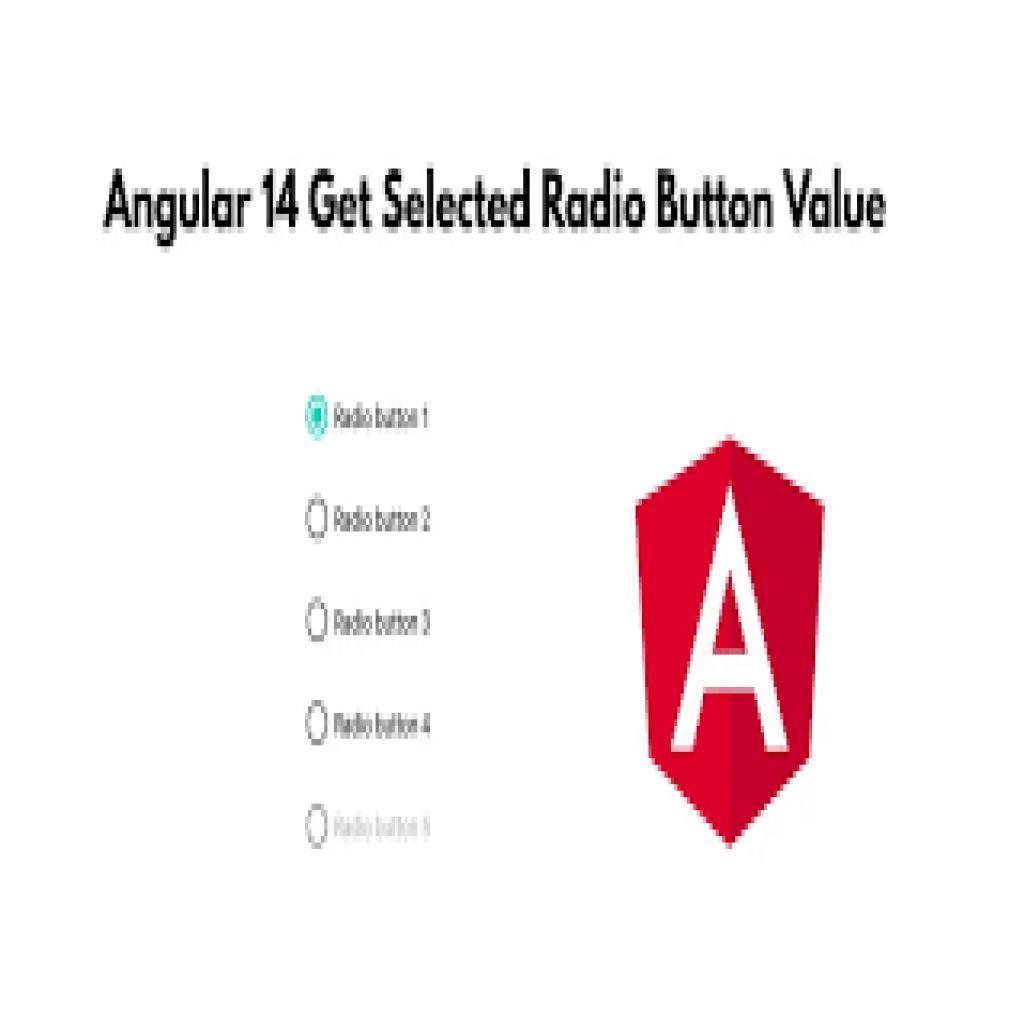 Angular 14 Get Selected Radio Button Value
Radio button 1
Radio button 2
Radio button 3
Radio button 4
Radio button
A